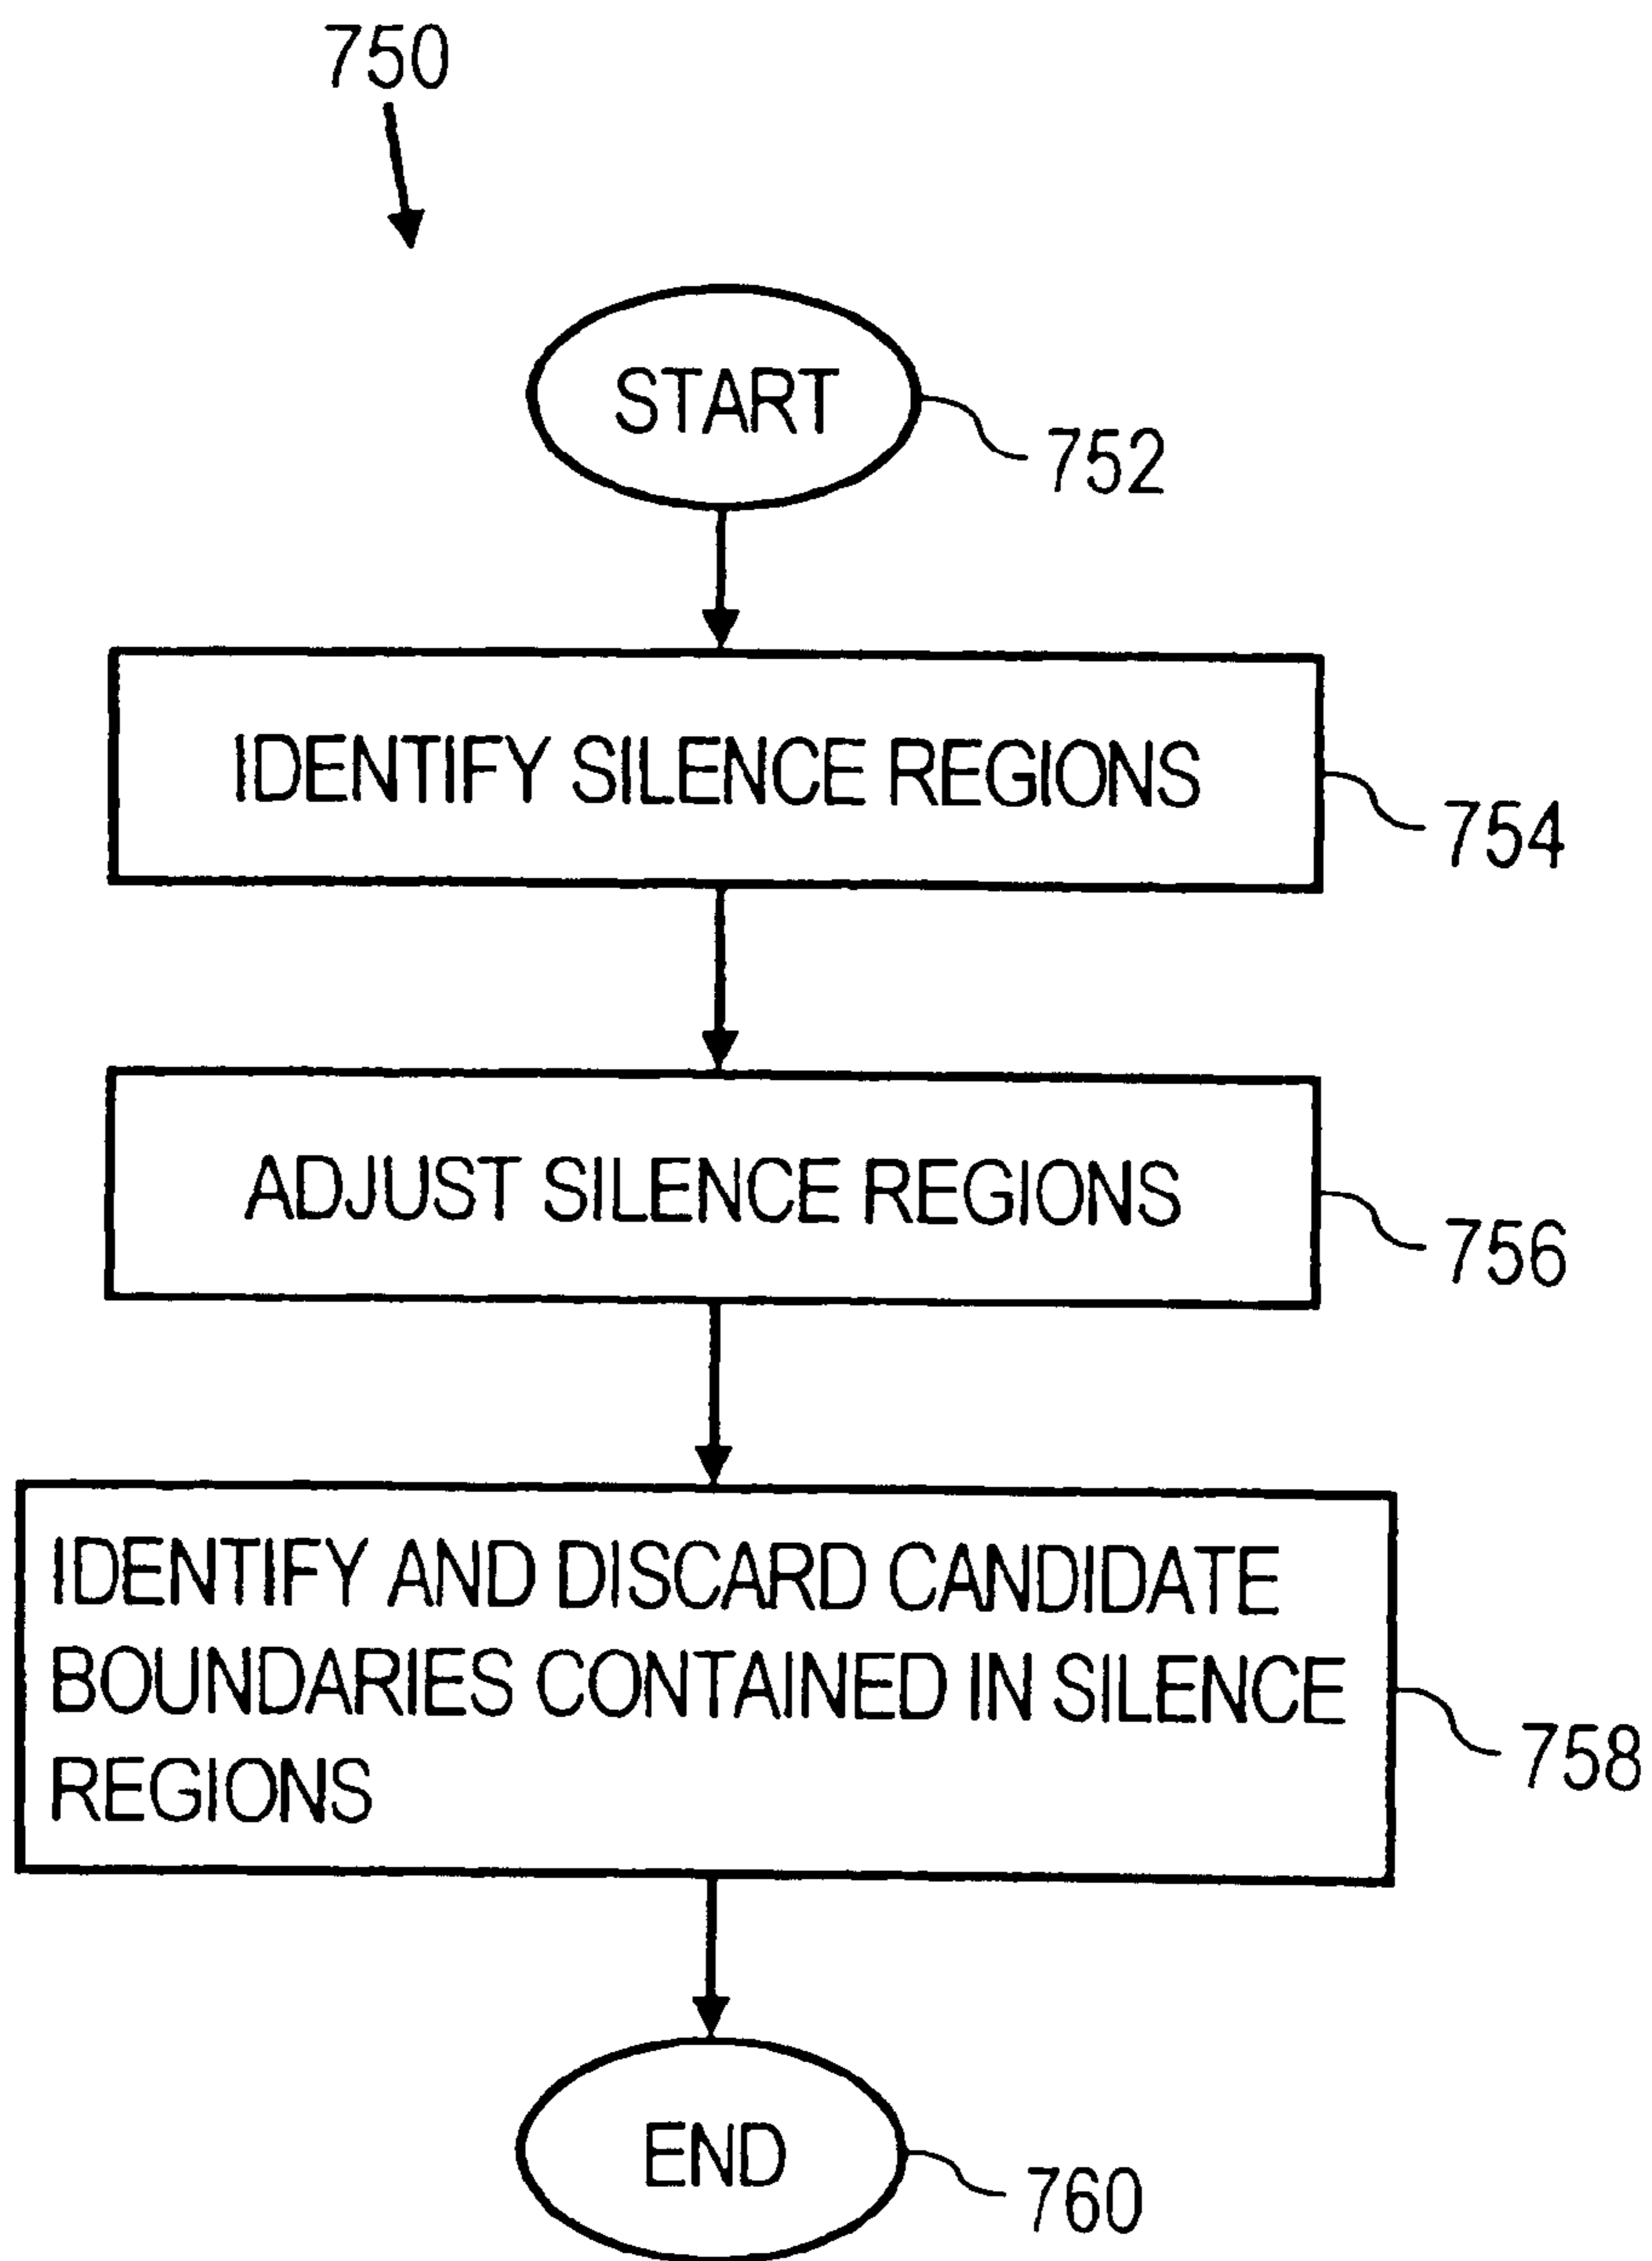 750
START
752
IDENTIFY SILENCE REGIONS
754
ADJUST SILENCE REGIONS
756
IDENTIFY AND DISCARD CANDIDATE
BOUNDARIES CONTAINED IN SILENCE
REGIONS
758
END
760